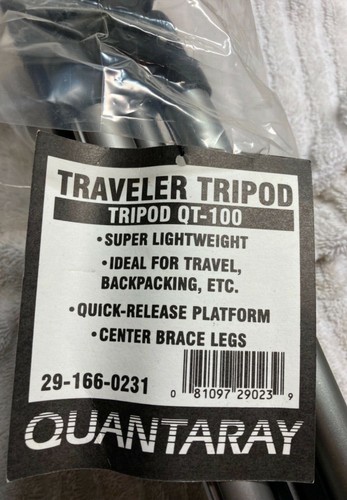 TRAVELER TRIPOD
TRIPOD QT-100
•SUPER LIGHTWEIGHT
•IDEAL FOR TRAVEL,
BACKPACKING, ETC.
•QUICK-RELEASE PLATFORM
•CENTER BRACE LEGS
29-166-0231
0 81097 29023 9
QUANTARAY